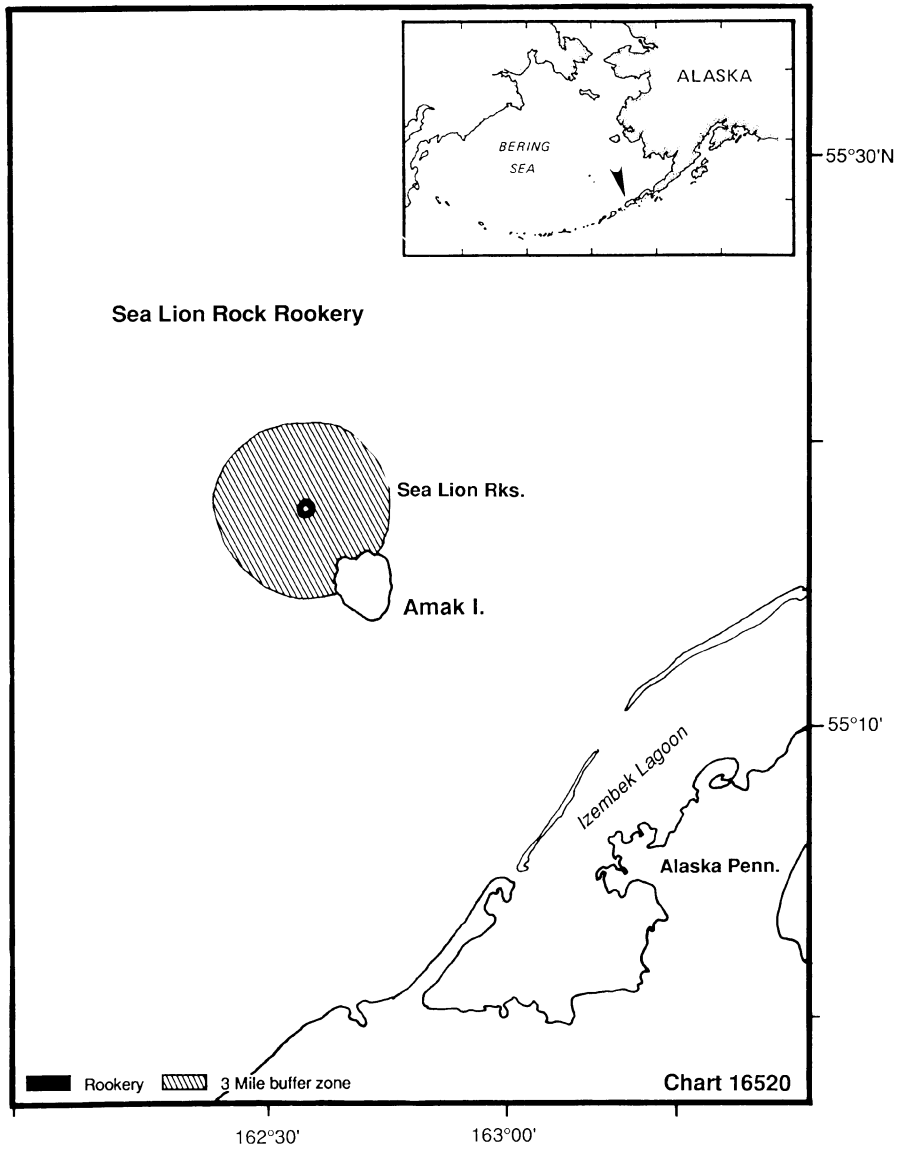 ALASKA
BERING
SEA
55°30'N
Sea Lion Rock Rookery
Sea Lion Rks.
Amak I.
55°10'
Izembek Lagoon
Alaska Penn.
Rookery
3 Mile buffer zone
Chart 16520
162°30'
163°00'